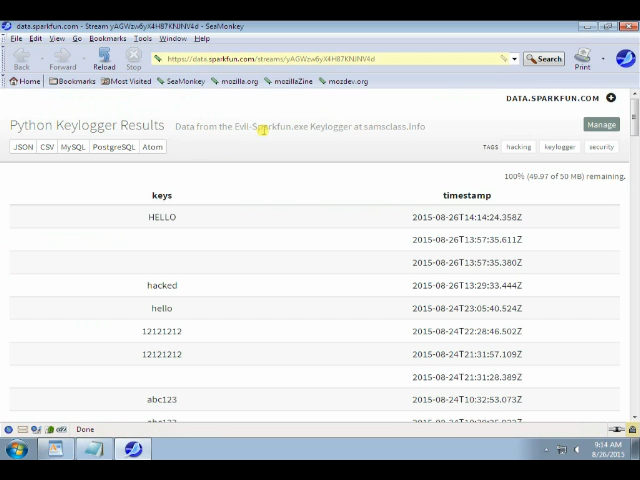 data.sparkfun.com - Stream yAGWzw6yX4H87KNJNV4d - SeaMonkey
File Edit View Go Bookmarks Tools Window Help
Back Forward Reload Stop https://data.sparkfun.com/streams/yAGWzw6yX4H87KNJNV4d Search Print
Home Bookmarks Most Visited SeaMonkey mozilla.org mozillaZine mozdev.org
DATA.SPARKFUN.COM
Python Keylogger Results Data from the Evil-Sparkfun.exe Keylogger at samsclass.info Manage
JSON CSV MySQL PostgreSQL Atom TAGS hacking keylogger security
100% (49.97 of 50 MB) remaining.
keys timestamp
HELLO 2015-08-26T14:14:24.358Z
2015-08-26T13:57:35.611Z
2015-08-26T13:57:35.380Z
hacked 2015-08-26T13:29:33.444Z
hello 2015-08-24T23:05:40.524Z
12121212 2015-08-24T22:28:46.502Z
12121212 2015-08-24T21:31:57.109Z
2015-08-24T21:31:28.389Z
abc123 2015-08-24T10:32:53.073Z
Done
9:14 AM
8/26/2015